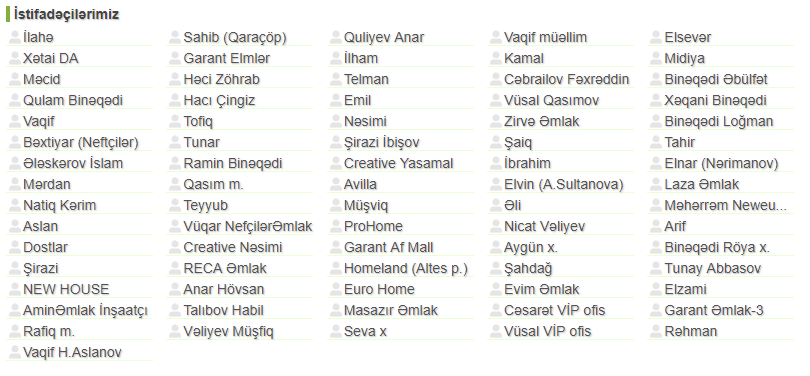 İstifadəçilərimiz
İlahə Sahib (Qaraçöp) Quliyev Anar Vaqif müəllim Elsevər
Xətai DA Garant Elmlər İlham Kamal Midiya
Məcid Həci Zöhrab Telman Cəbrailov Fəxrəddin Binəqədi Əbülfət
Qulam Binəqədi Hacı Çingiz Emil Vüsal Qasımov Xəqani Binəqədi
Vaqif Tofiq Nəsimi Zirvə Əmlak Binəqədi Loğman
Bəxtiyar (Neftçilər) Tunar Şirazi İbişov Şaiq Tahir
Ələskərov İslam Ramin Binəqədi Creative Yasamal İbrahim Elnar (Nərimanov)
Mərdan Qasım m. Avilla Elvin (A.Sultanova) Laza Əmlak
Natiq Kərim Teyyub Müşviq Əli Məhərrəm Neweu...
Aslan Vüqar NefçilərƏmlak ProHome Nicat Vəliyev Arif
Dostlar Creative Nəsimi Garant Af Mall Aygün x. Binəqədi Röya x.
Şirazi RECA Əmlak Homeland (Altes p.) Şahdağ Tunay Abbasov
NEW HOUSE Anar Hövsan Euro Home Evim Əmlak Elzami
AminƏmlak İnşaatçı Talıbov Habil Masazır Əmlak Cəsarət VİP ofis Garant Əmlak-3
Rafiq m. Vəliyev Müşfiq Seva x Vüsal VİP ofis Rəhman
Vaqif H.Aslanov